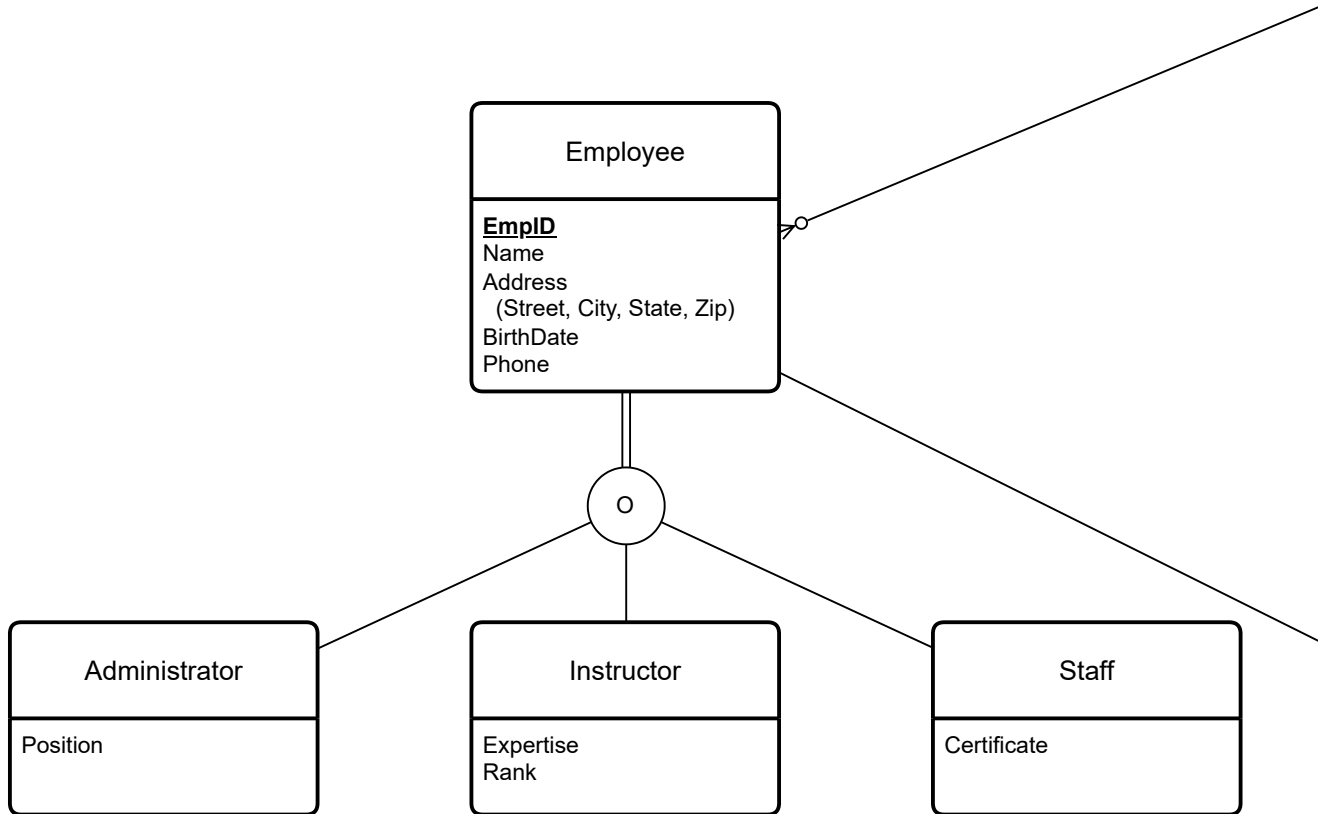 Employee
EmpID
Name
Address
(Street, City, State, Zip)
BirthDate
Phone
O
Administrator
Position
Instructor
Expertise
Rank
Staff
Certificate